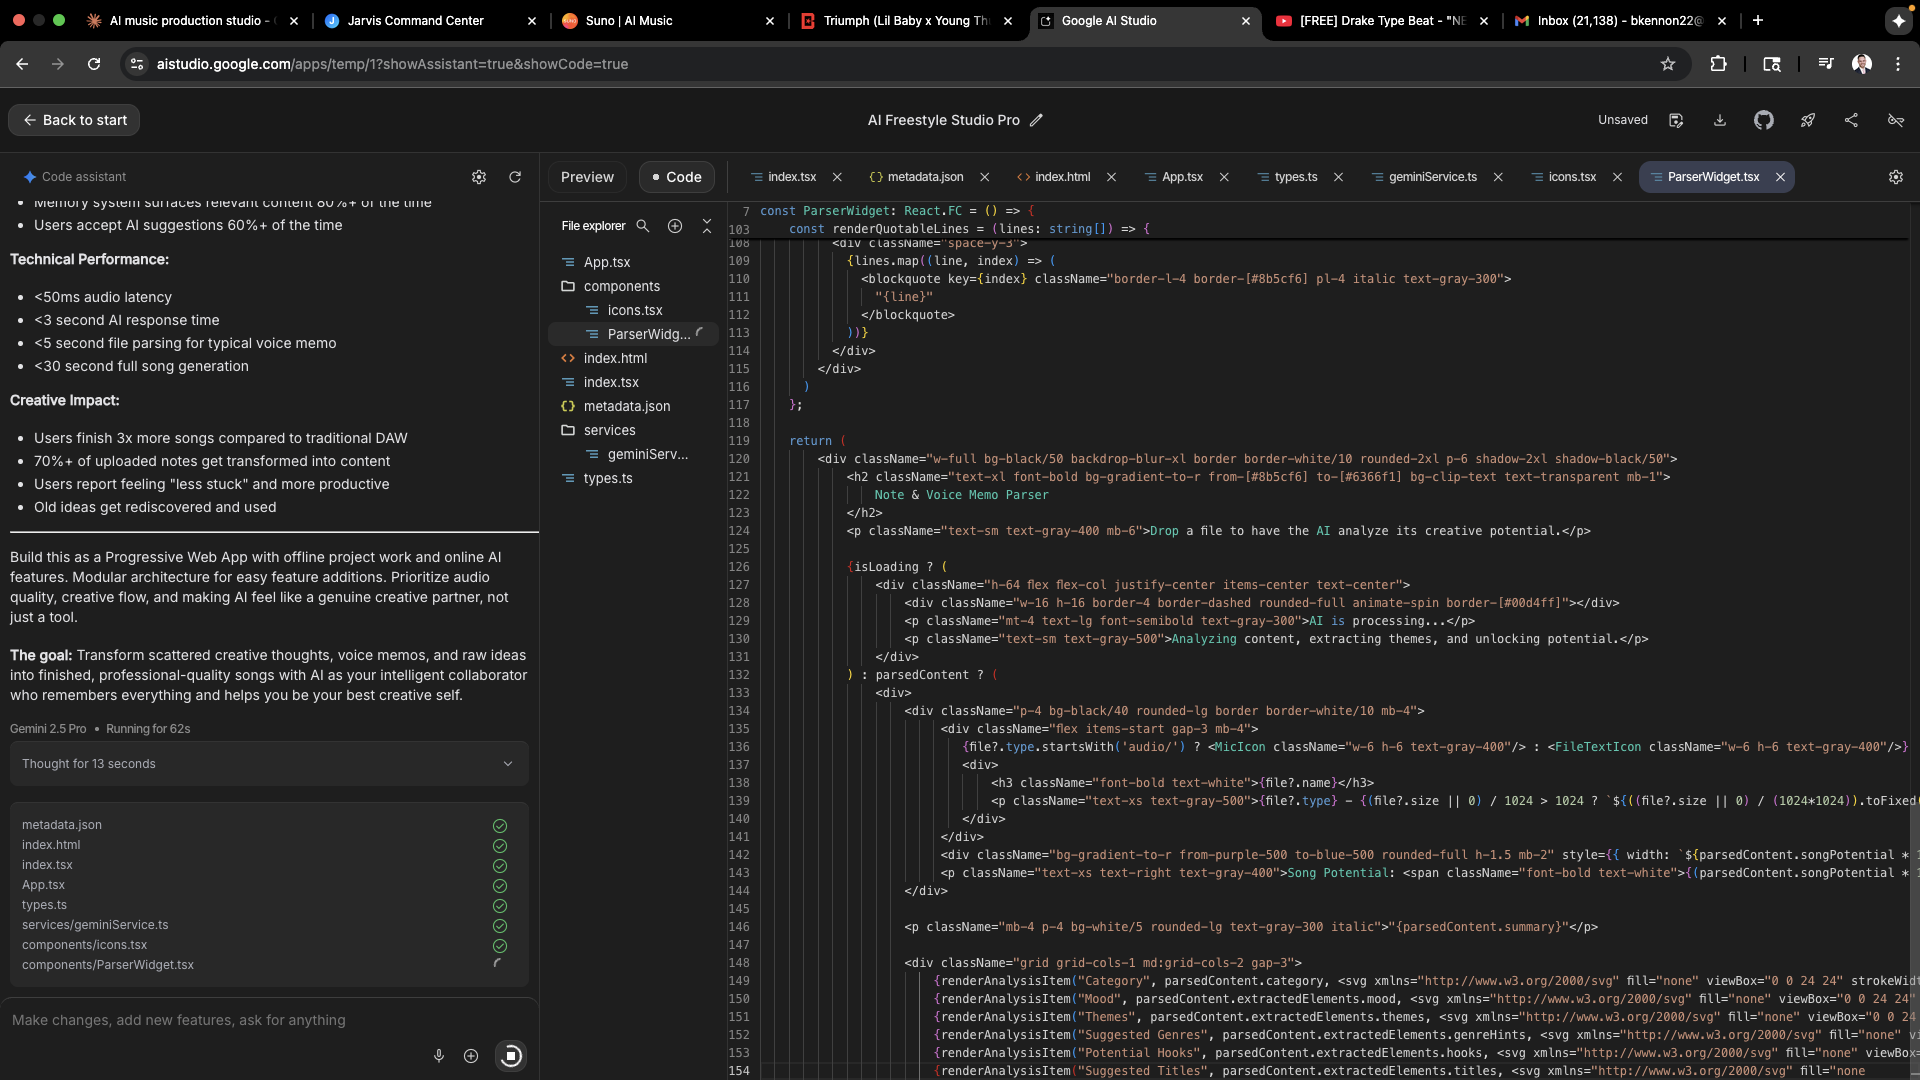 AI music production studio -
Jarvis Command Center
Suno | AI Music
Triumph (Lil Baby x Young Th
Google AI Studio
[FREE] Drake Type Beat - "NE
Inbox (21,138) - bkennon22@
aistudio.google.com/apps/temp/1?showAssistant=true&showCode=true
Back to start
AI Freestyle Studio Pro
Unsaved
Code assistant
Preview
Code
index.tsx
metadata.json
index.html
App.tsx
types.ts
geminiService.ts
icons.tsx
ParserWidget.tsx
• Memory system surfaces relevant content 80%+ of the time
• Users accept AI suggestions 60%+ of the time
Technical Performance:
• <50ms audio latency
• <3 second AI response time
• <5 second file parsing for typical voice memo
• <30 second full song generation
Creative Impact:
• Users finish 3x more songs compared to traditional DAW
• 70%+ of uploaded notes get transformed into content
• Users report feeling "less stuck" and more productive
• Old ideas get rediscovered and used
Build this as a Progressive Web App with offline project work and online AI
features. Modular architecture for easy feature additions. Prioritize audio
quality, creative flow, and making AI feel like a genuine creative partner, not
just a tool.
The goal: Transform scattered creative thoughts, voice memos, and raw ideas
into finished, professional-quality songs with AI as your intelligent collaborator
who remembers everything and helps you be your best creative self.
Gemini 2.5 Pro • Running for 62s
Thought for 13 seconds
metadata.json
index.html
index.tsx
App.tsx
types.ts
services/geminiService.ts
components/icons.tsx
components/ParserWidget.tsx
Make changes, add new features, ask for anything
File explorer
App.tsx
components
icons.tsx
ParserWidg...
index.html
index.tsx
metadata.json
services
geminiServ...
types.ts
7 const ParserWidget: React.FC = () => {
103 const renderQuotableLines = (lines: string[]) => {
108 <div className="space-y-3">
109 {lines.map((line, index) => (
110 <blockquote key={index} className="border-l-4 border-[#8b5cf6] pl-4 italic text-gray-300">
111 "{line}"
112 </blockquote>
113 ))}
114 </div>
115 </div>
116 )
117 };
118
119 return (
120 <div className="w-full bg-black/50 backdrop-blur-xl border border-white/10 rounded-2xl p-6 shadow-2xl shadow-black/50">
121 <h2 className="text-xl font-bold bg-gradient-to-r from-[#8b5cf6] to-[#6366f1] bg-clip-text text-transparent mb-1">
122 Note & Voice Memo Parser
123 </h2>
124 <p className="text-sm text-gray-400 mb-6">Drop a file to have the AI analyze its creative potential.</p>
125
126 {isLoading ? (
127 <div className="h-64 flex flex-col justify-center items-center text-center">
128 <div className="w-16 h-16 border-4 border-dashed rounded-full animate-spin border-[#00d4ff]"></div>
129 <p className="mt-4 text-lg font-semibold text-gray-300">AI is processing...</p>
130 <p className="text-sm text-gray-500">Analyzing content, extracting themes, and unlocking potential.</p>
131 </div>
132 ) : parsedContent ? (
133 <div>
134 <div className="p-4 bg-black/40 rounded-lg border border-white/10 mb-4">
135 <div className="flex items-start gap-3 mb-4">
136 {file?.type.startsWith('audio/') ? <MicIcon className="w-6 h-6 text-gray-400"/> : <FileTextIcon className="w-6 h-6 text-gray-400"/>}
137 <div>
138 <h3 className="font-bold text-white">{file?.name}</h3>
139 <p className="text-xs text-gray-500">{file?.type} - {(file?.size || 0) / 1024 > 1024 ? `${((file?.size || 0) / (1024*1024)).toFixed(
140 </div>
141 </div>
142 <div className="bg-gradient-to-r from-purple-500 to-blue-500 rounded-full h-1.5 mb-2" style={{ width: `${parsedContent.songPotential *
143 <p className="text-xs text-right text-gray-400">Song Potential: <span className="font-bold text-white">{(parsedContent.songPotential *
144 </div>
145
146 <p className="mb-4 p-4 bg-white/5 rounded-lg text-gray-300 italic">"{parsedContent.summary}"</p>
147
148 <div className="grid grid-cols-1 md:grid-cols-2 gap-3">
149 {renderAnalysisItem("Category", parsedContent.category, <svg xmlns="http://www.w3.org/2000/svg" fill="none" viewBox="0 0 24 24" strokeWid
150 {renderAnalysisItem("Mood", parsedContent.extractedElements.mood, <svg xmlns="http://www.w3.org/2000/svg" fill="none" viewBox="0 0 24 24"
151 {renderAnalysisItem("Themes", parsedContent.extractedElements.themes, <svg xmlns="http://www.w3.org/2000/svg" fill="none" viewBox="0 0 24
152 {renderAnalysisItem("Suggested Genres", parsedContent.extractedElements.genreHints, <svg xmlns="http://www.w3.org/2000/svg" fill="none" v
153 {renderAnalysisItem("Potential Hooks", parsedContent.extractedElements.hooks, <svg xmlns="http://www.w3.org/2000/svg" fill="none" viewBox
154 {renderAnalysisItem("Suggested Titles", parsedContent.extractedElements.titles, <svg xmlns="http://www.w3.org/2000/svg" fill="none